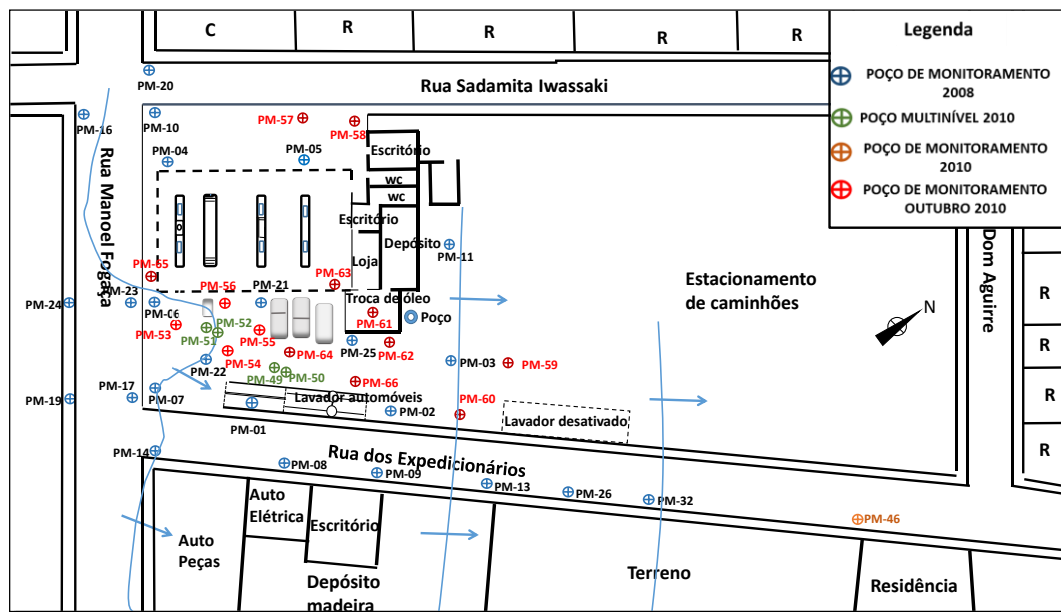 C
R
R
R
R
Legenda
POÇO DE MONITORAMENTO
2008
POÇO MULTINÍVEL 2010
POÇO DE MONITORAMENTO
2010
POÇO DE MONITORAMENTO
OUTUBRO 2010
PM-20
Rua Sadamita Iwassaki
PM-16
PM-10
PM-57
PM-58
Rua Manoel Fogaça
PM-04
PM-05
Escritório
wc
wc
Escritório
Depósito
Loja
PM-11
Estacionamento
de caminhões
Dom Aguirre
N
PM-65
PM-63
PM-56
PM-21
PM-24
PM-23
PM-06
Troca de óleo
PM-61
Poço
PM-53
PM-52
PM-51
PM-55
PM-54
PM-64
PM-25
PM-62
PM-22
PM-49
PM-50
PM-03
PM-59
PM-17
PM-07
PM-19
PM-66
Lavador automóveis
PM-02
PM-60
Lavador desativado
PM-01
R
R
R
R
PM-14
Rua dos Expedicionários
PM-08
PM-09
PM-13
PM-26
PM-32
PM-46
Auto
Elétrica
Escritório
Auto
Peças
Depósito
madeira
Terreno
Residência